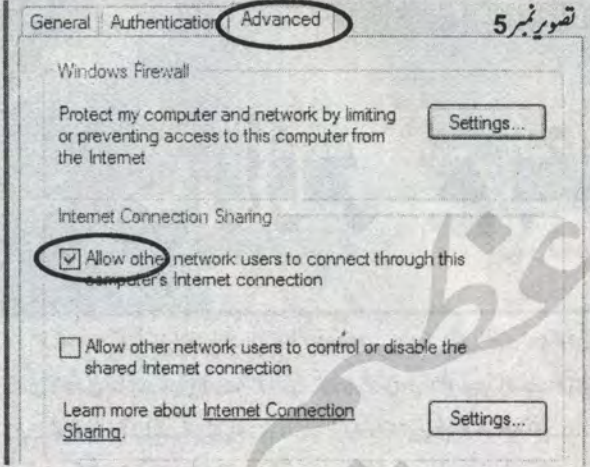 General Authentication Advanced
تصویر نمبر 5
Windows Firewall
Protect my computer and network by limiting
or preventing access to this computer from
the Internet
Settings...
Internet Connection Sharing
Allow other network users to connect through this
computer's Internet connection
Allow other network users to control or disable the
shared Internet connection
Learn more about Internet Connection
Sharing.
Settings...